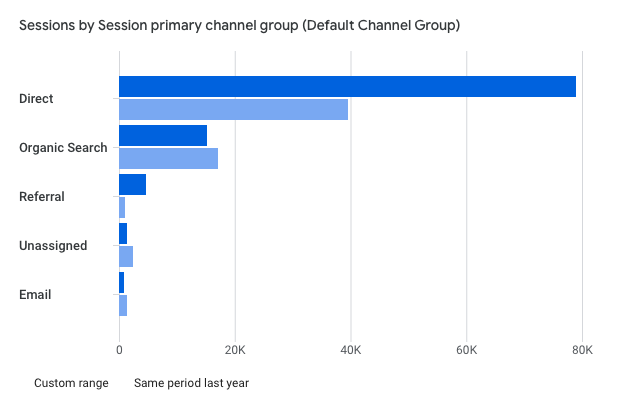 Sessions by Session primary channel group (Default Channel Group)
Direct
Organic Search
Referral
Unassigned
Email
0 20K 40K 60K 80K
Custom range Same period last year